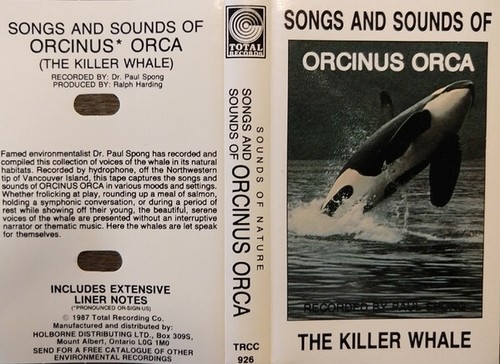 SONGS AND SOUNDS OF
ORCINUS* ORCA
(THE KILLER WHALE)
RECORDED BY: Dr. Paul Spong
PRODUCED BY: Ralph Harding
Famed environmentalist Dr. Paul Spong has recorded and
compiled this collection of voices of the whale in its natural
habitats. Recorded by hydrophone, off the Northwestern
tip of Vancouver Island, this tape captures the songs and
sounds of ORCINUS ORCA in various moods and settings.
Whether frolicking at play, rounding up a meal of salmon,
holding a symphonic conversation, or during a period of
rest while showing off their young, the beautiful, serene
voices of the whale are presented without an interruptive
narrator or thematic music. Here the whales are let speak
for themselves.
INCLUDES EXTENSIVE
LINER NOTES
(*PRONOUNCED OR-SIGN-US)
© 1987 Total Recording Co.
Manufactured and distributed by:
HOLBORNE DISTRIBUTING LTD., Box 309S,
Mount Albert, Ontario L0G 1M0
SEND FOR A FREE CATALOGUE OF OTHER
ENVIRONMENTAL RECORDINGS
TOTAL
RECORDS
SOUNDS OF NATURE
SONGS AND
SOUNDS OF ORCINUS ORCA
TRCC
926
SONGS AND SOUNDS OF
ORCINUS ORCA
RECORDED BY PAUL SPONG
THE KILLER WHALE